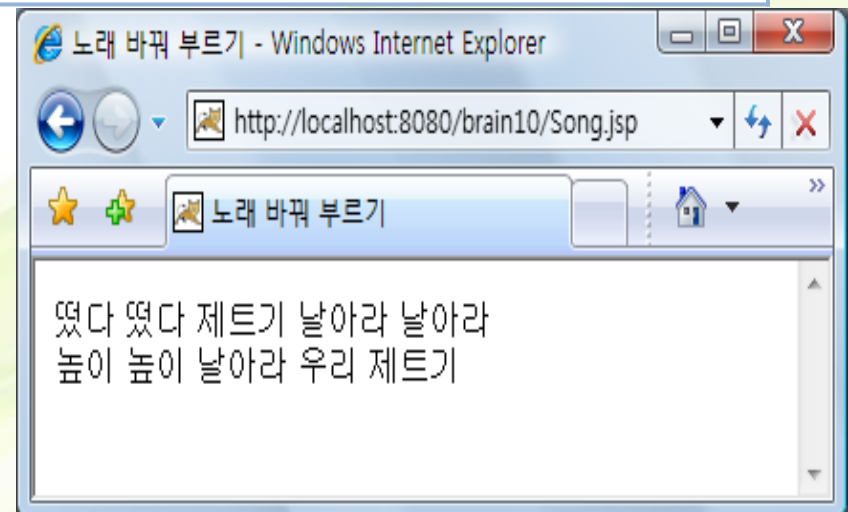 노래 바꿔 부르기 - Windows Internet Explorer
http://localhost:8080/brain10/Song.jsp
노래 바꿔 부르기
떴다 떴다 제트기 날아라 날아라
높이 높이 날아라 우리 제트기